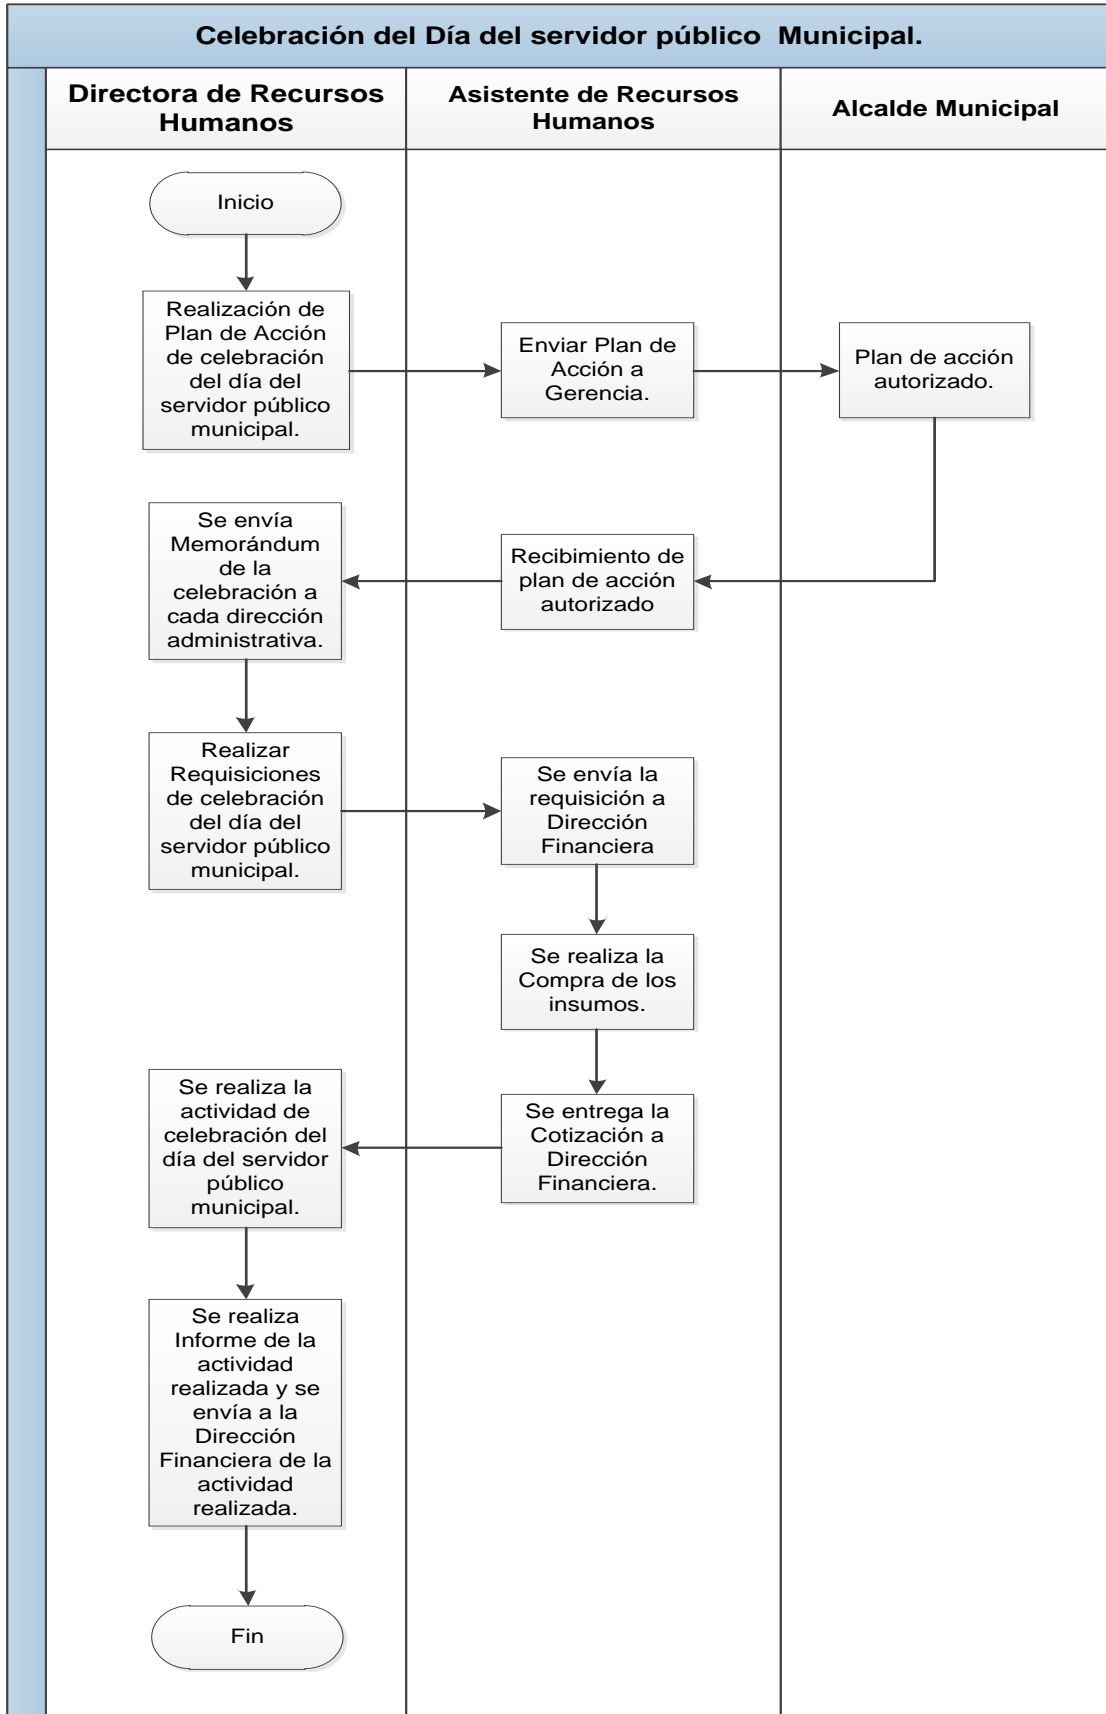 Celebración del Día del servidor público  Municipal.
Directora de Recursos
Humanos
Asistente de Recursos
Humanos
Alcalde Municipal
Inicio
Realización de
Plan de Acción
de celebración
del día del
servidor público
municipal.
Enviar Plan de
Acción a
Gerencia.
Plan de acción
autorizado.
Se envía
Memorándum
de la
celebración a
cada dirección
administrativa.
Recibimiento de
plan de acción
autorizado
Realizar
Requisiciones
de celebración
del día del
servidor público
municipal.
Se envía la
requisición a
Dirección
Financiera
Se realiza la
Compra de los
insumos.
Se realiza la
actividad de
celebración del
día del servidor
público
municipal.
Se entrega la
Cotización a
Dirección
Financiera.
Se realiza
Informe de la
actividad
realizada y se
envía a la
Dirección
Financiera de la
actividad
realizada.
Fin